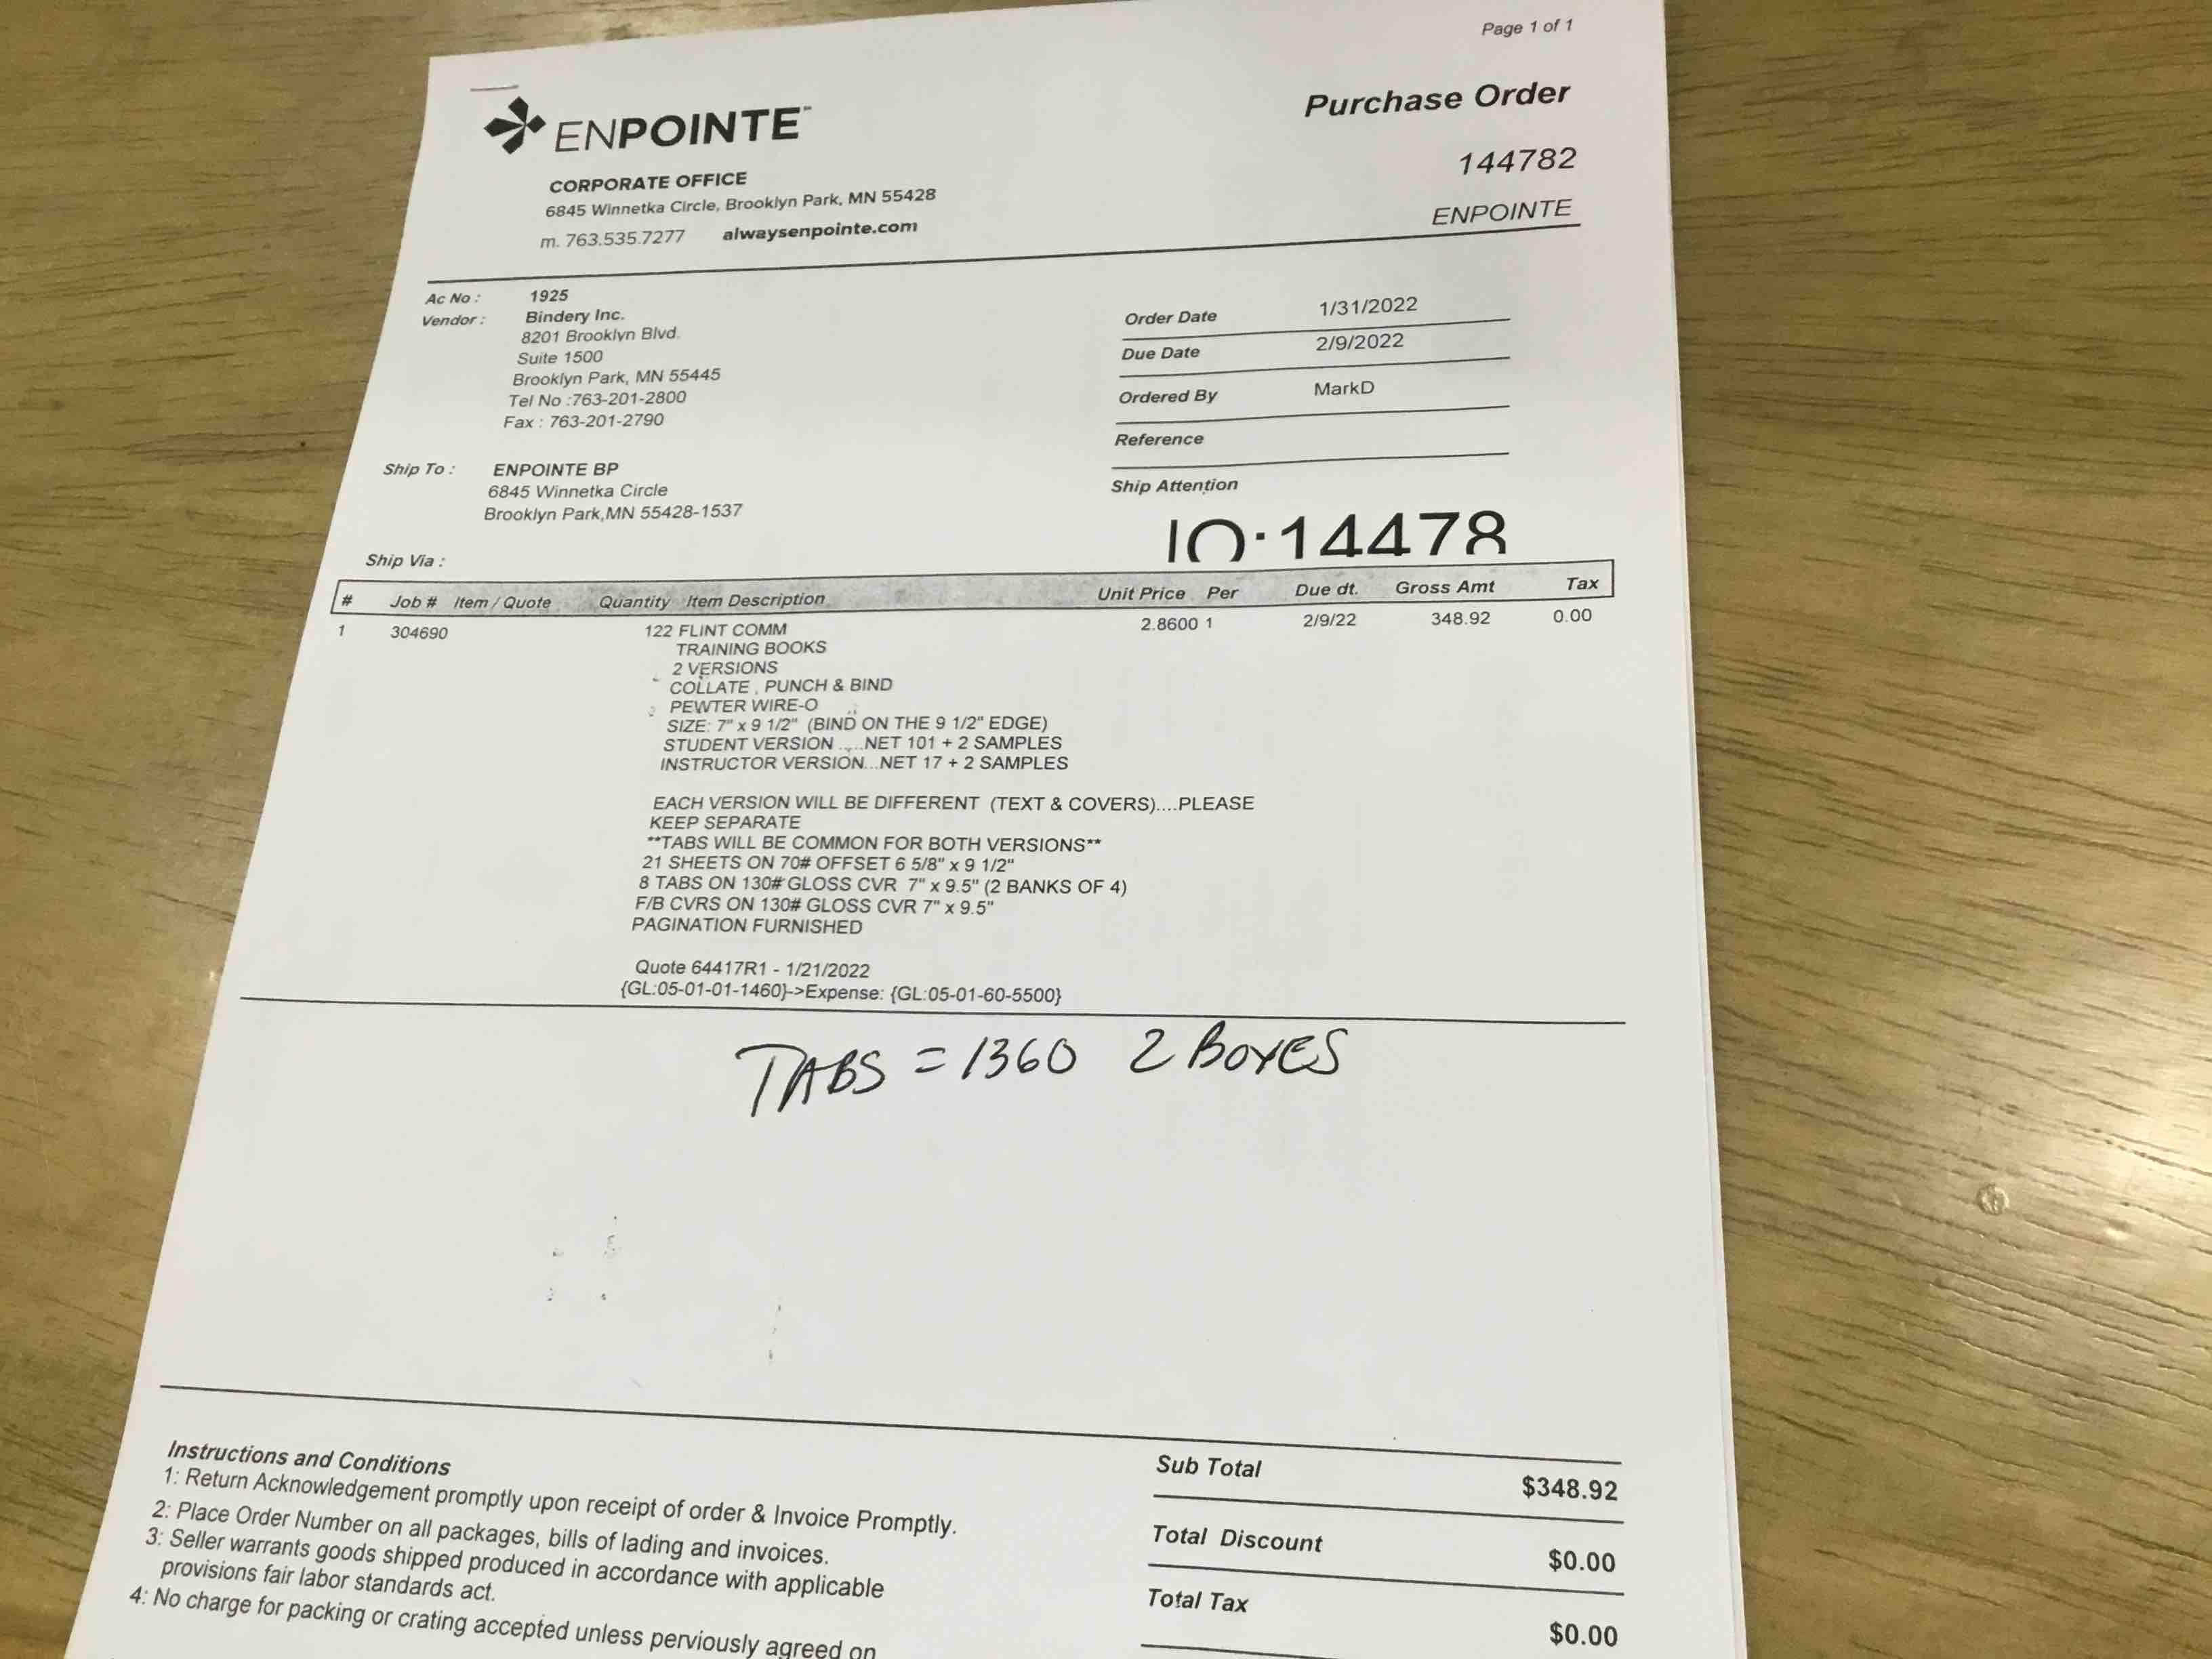 Page 1 of 1
ENPOINTE
Purchase Order
144782
ENPOINTE
CORPORATE OFFICE
6845 Winnetka Circle, Brooklyn Park, MN 55428
m. 763.535.7277 alwaysenpointe.com
Ac No : 1925
Vendor : Bindery Inc.
8201 Brooklyn Blvd.
Suite 1500
Brooklyn Park, MN 55445
Tel No :763-201-2800
Fax : 763-201-2790
Order Date 1/31/2022
Due Date 2/9/2022
Ordered By MarkD
Reference
Ship Attention
Ship To : ENPOINTE BP
6845 Winnetka Circle
Brooklyn Park,MN 55428-1537
Ship Via :
# Job # Item / Quote Quantity Item Description Unit Price Per Due dt. Gross Amt Tax
1 304690 122 FLINT COMM 2.8600 1 2/9/22 348.92 0.00
TRAINING BOOKS
2 VERSIONS
COLLATE , PUNCH & BIND
PEWTER WIRE-O
SIZE: 7" x 9 1/2" (BIND ON THE 9 1/2" EDGE)
STUDENT VERSION .....NET 101 + 2 SAMPLES
INSTRUCTOR VERSION...NET 17 + 2 SAMPLES
EACH VERSION WILL BE DIFFERENT (TEXT & COVERS)....PLEASE
KEEP SEPARATE
**TABS WILL BE COMMON FOR BOTH VERSIONS**
21 SHEETS ON 70# OFFSET 6 5/8" x 9 1/2"
8 TABS ON 130# GLOSS CVR 7" x 9.5" (2 BANKS OF 4)
F/B CVRS ON 130# GLOSS CVR 7" x 9.5"
PAGINATION FURNISHED
Quote 64417R1 - 1/21/2022
{GL:05-01-01-1460}->Expense: {GL:05-01-60-5500}
TABS = 1360 2 BOXES
Instructions and Conditions
1: Return Acknowledgement promptly upon receipt of order & Invoice Promptly.
2: Place Order Number on all packages, bills of lading and invoices.
3: Seller warrants goods shipped produced in accordance with applicable
provisions fair labor standards act.
4: No charge for packing or crating accepted unless perviously agreed on
Sub Total $348.92
Total Discount $0.00
Total Tax $0.00